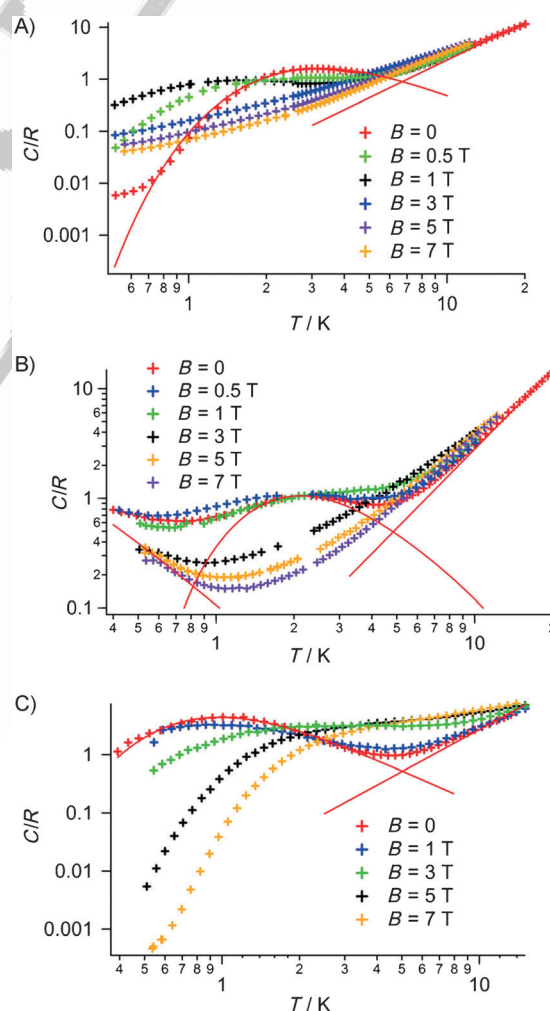 A)
10
1
0.1
0.01
0.001
C/R
B = 0
B = 0.5 T
B = 1 T
B = 3 T
B = 5 T
B = 7 T
6 7 8 9 2 3 4 5 6 7 8 9 2
1 10
T / K
B)
B = 0
B = 0.5 T
B = 1 T
B = 3 T
B = 5 T
B = 7 T
10
6
4
2
1
6
4
2
0.1
C/R
4 5 6 7 8 9 2 3 4 5 6 7 8 9
1 10
T / K
C)
1
0.1
0.01
0.001
C/R
B = 0
B = 1 T
B = 3 T
B = 5 T
B = 7 T
4 5 6 7 8 9 2 3 4 5 6 7 8 9
1 10
T / K